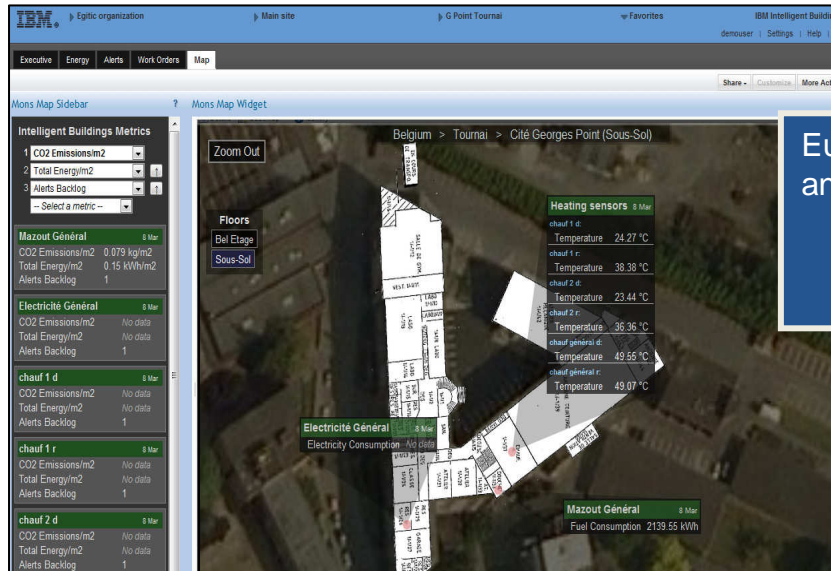 IBM.
Egitic organization
Main site
G Point Tournai
Favorites
IBM Intelligent Buildin
demouser | Settings | Help |
Executive
Energy
Alerts
Work Orders
Map
Share
Customize
More Act
Mons Map Sidebar
?
Mons Map Widget
Intelligent Buildings Metrics
1 CO2 Emissions/m2
2 Total Energy/m2
3 Alerts Backlog
-- Select a metric --
Mazout Général 8 Mar
CO2 Emissions/m2 0.079 kg/m2
Total Energy/m2 0.15 kWh/m2
Alerts Backlog 1
Electricité Général 8 Mar
CO2 Emissions/m2 No data
Total Energy/m2 No data
Alerts Backlog 1
chauf 1 d 8 Mar
CO2 Emissions/m2 No data
Total Energy/m2 No data
Alerts Backlog 1
chauf 1 r 8 Mar
CO2 Emissions/m2 No data
Total Energy/m2 No data
Alerts Backlog 1
chauf 2 d 8 Mar
CO2 Emissions/m2 No data
Total Energy/m2 No data
Alerts Backlog 1
Belgium > Tournai > Cité Georges Point (Sous-Sol)
Zoom Out
Floors
Bel Etage
Sous-Sol
Heating sensors 8 Mar
chauf 1 d:
Temperature 24.27 °C
chauf 1 r:
Temperature 38.38 °C
chauf 2 d:
Temperature 23.44 °C
chauf 2 r:
Temperature 36.36 °C
chauf général d:
Temperature 49.55 °C
chauf général r:
Temperature 49.07 °C
Electricité Général 8 Mar
Electricity Consumption No data
Mazout Général 8 Mar
Fuel Consumption 2139.55 kWh
SALLE DE GYM
Eu
an